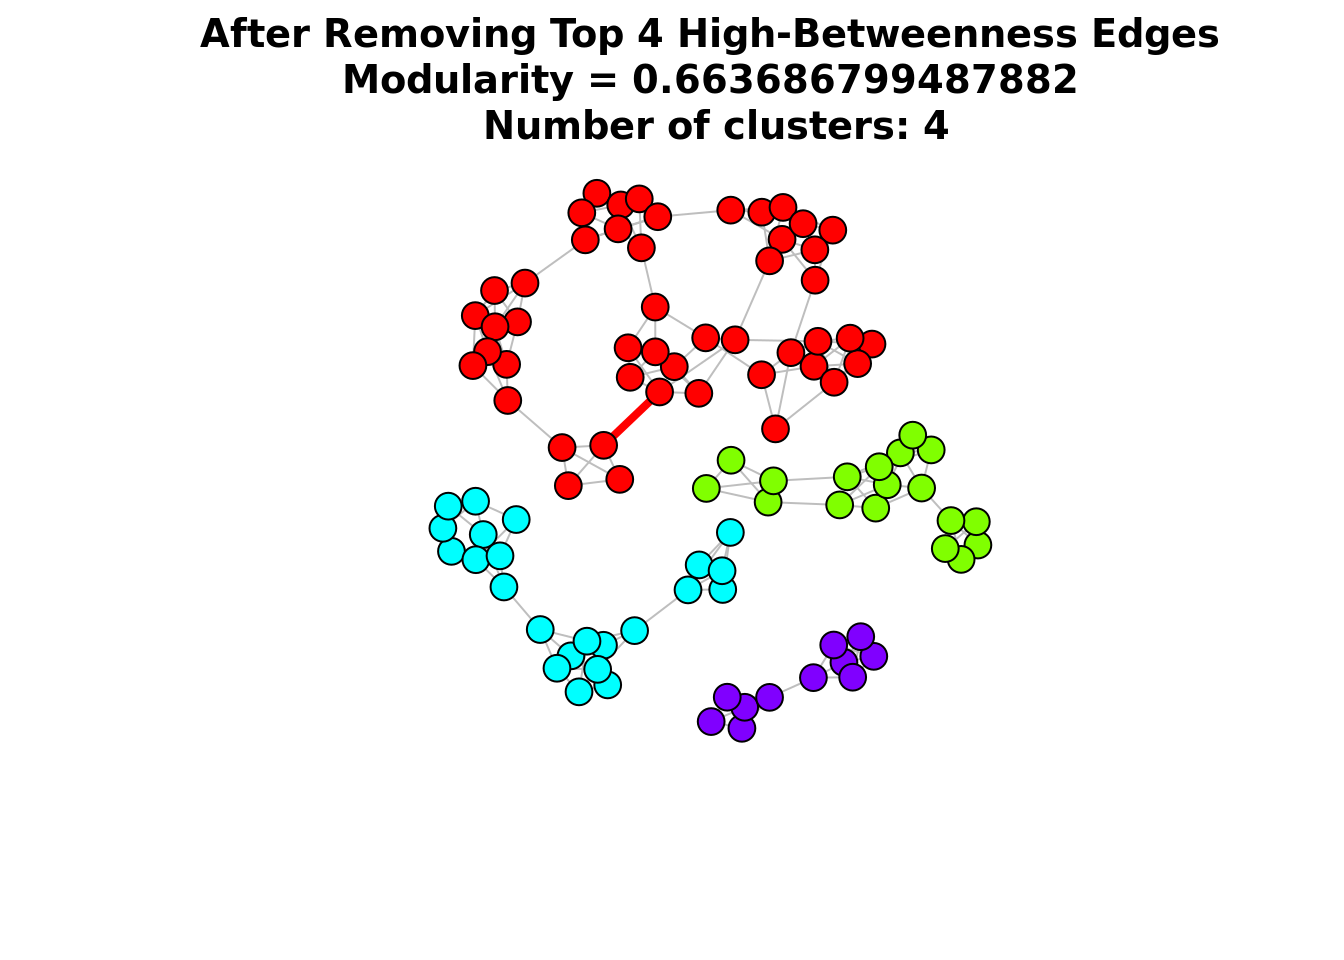 After Removing Top 4 High-Betweenness Edges
Modularity = 0.663686799487882
Number of clusters: 4